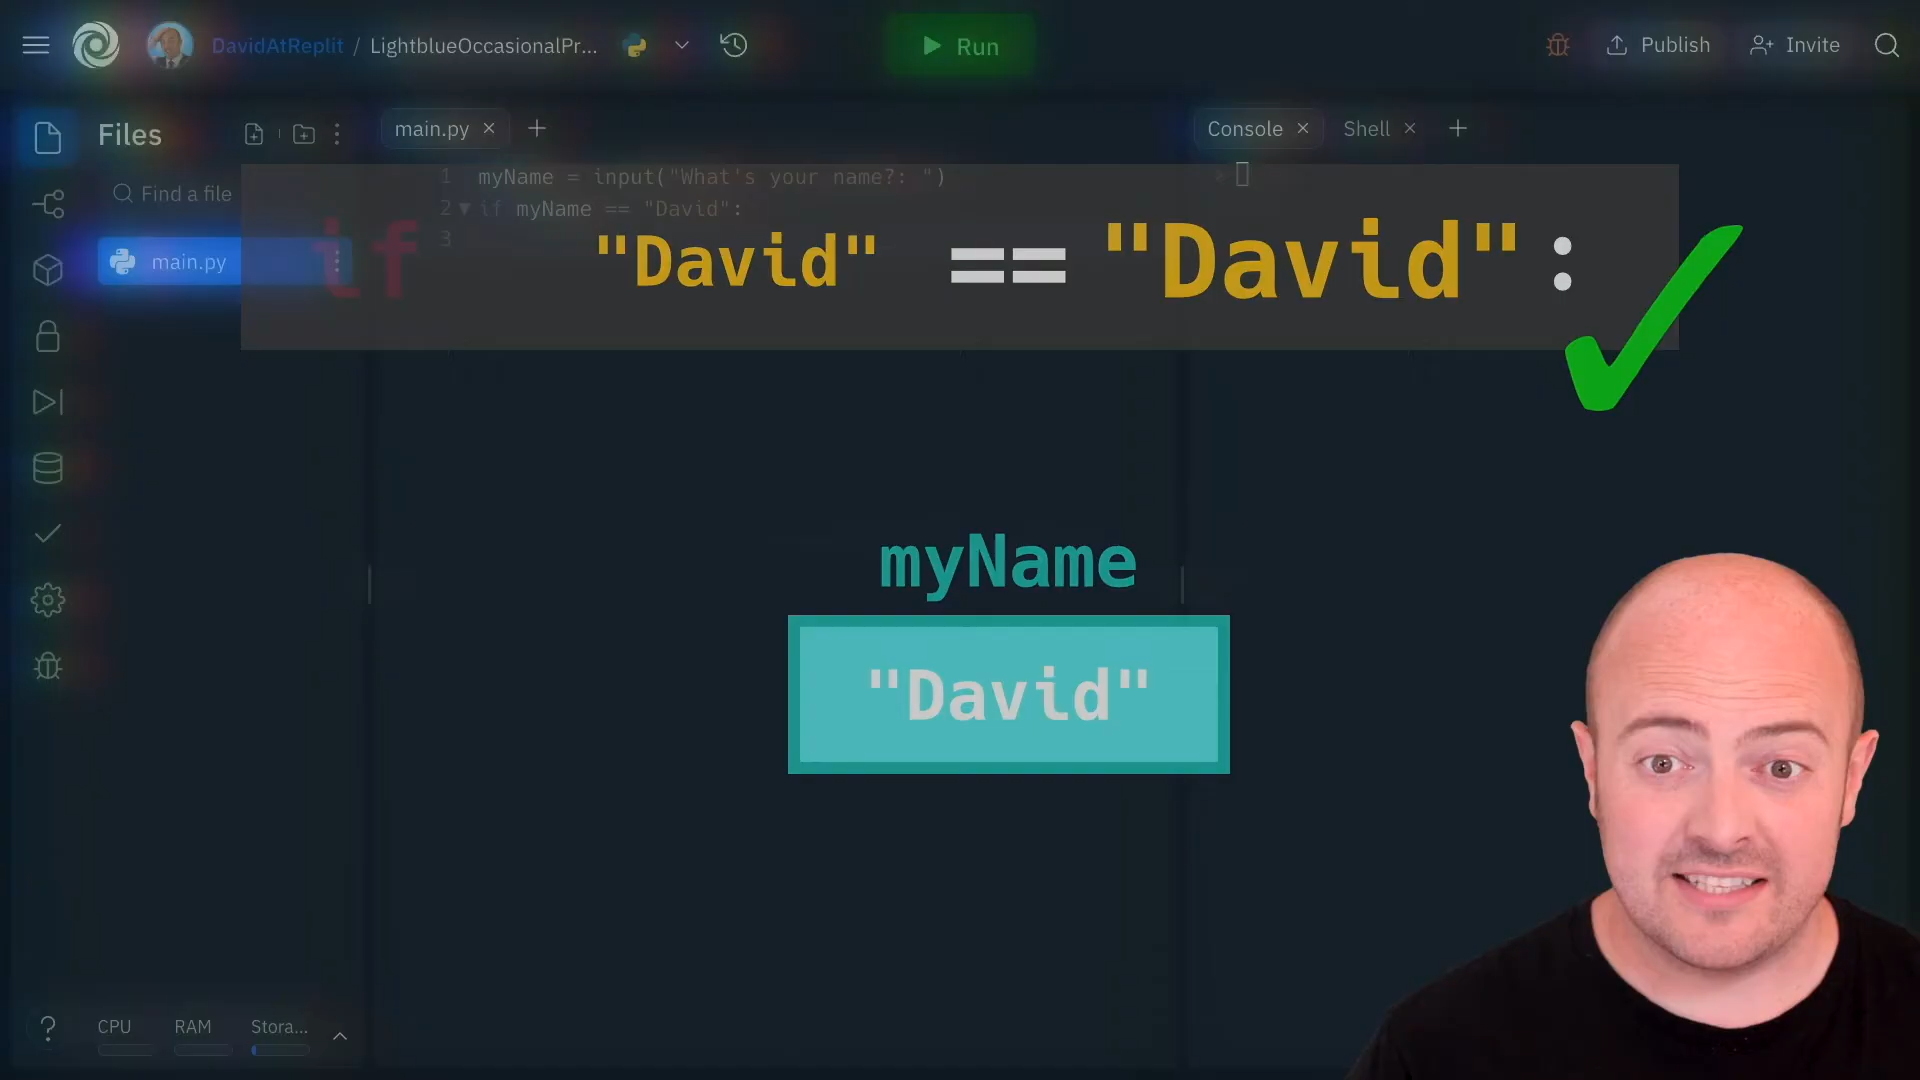 DavidAtReplit / LightblueOccasionalPr...
Run
Publish
Invite
Files
main.py
Console
Shell
Find a file
1 myName = input("What's your name?: ")
2 if myName == "David":
3
main.py
if "David" == "David":
myName
"David"
?
CPU
RAM
Stora...